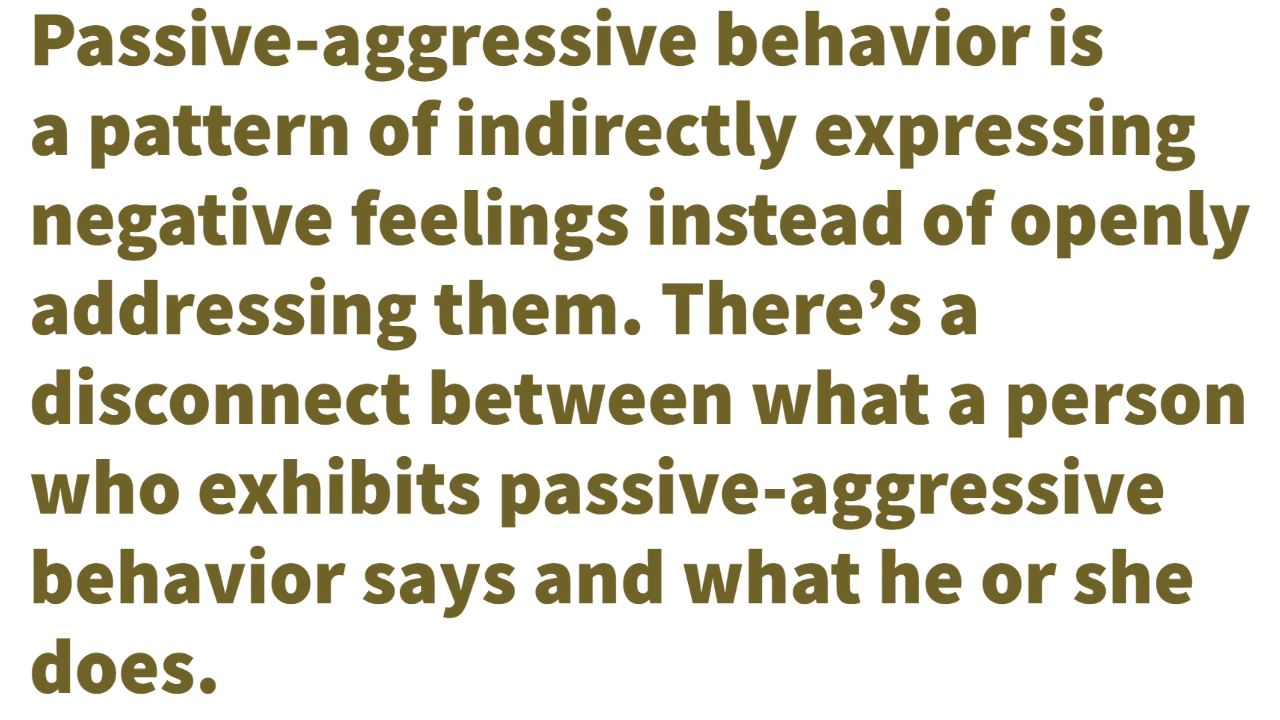 Passive-aggressive behavior is
a pattern of indirectly expressing
negative feelings instead of openly
addressing them. There’s a
disconnect between what a person
who exhibits passive-aggressive
behavior says and what he or she
does.